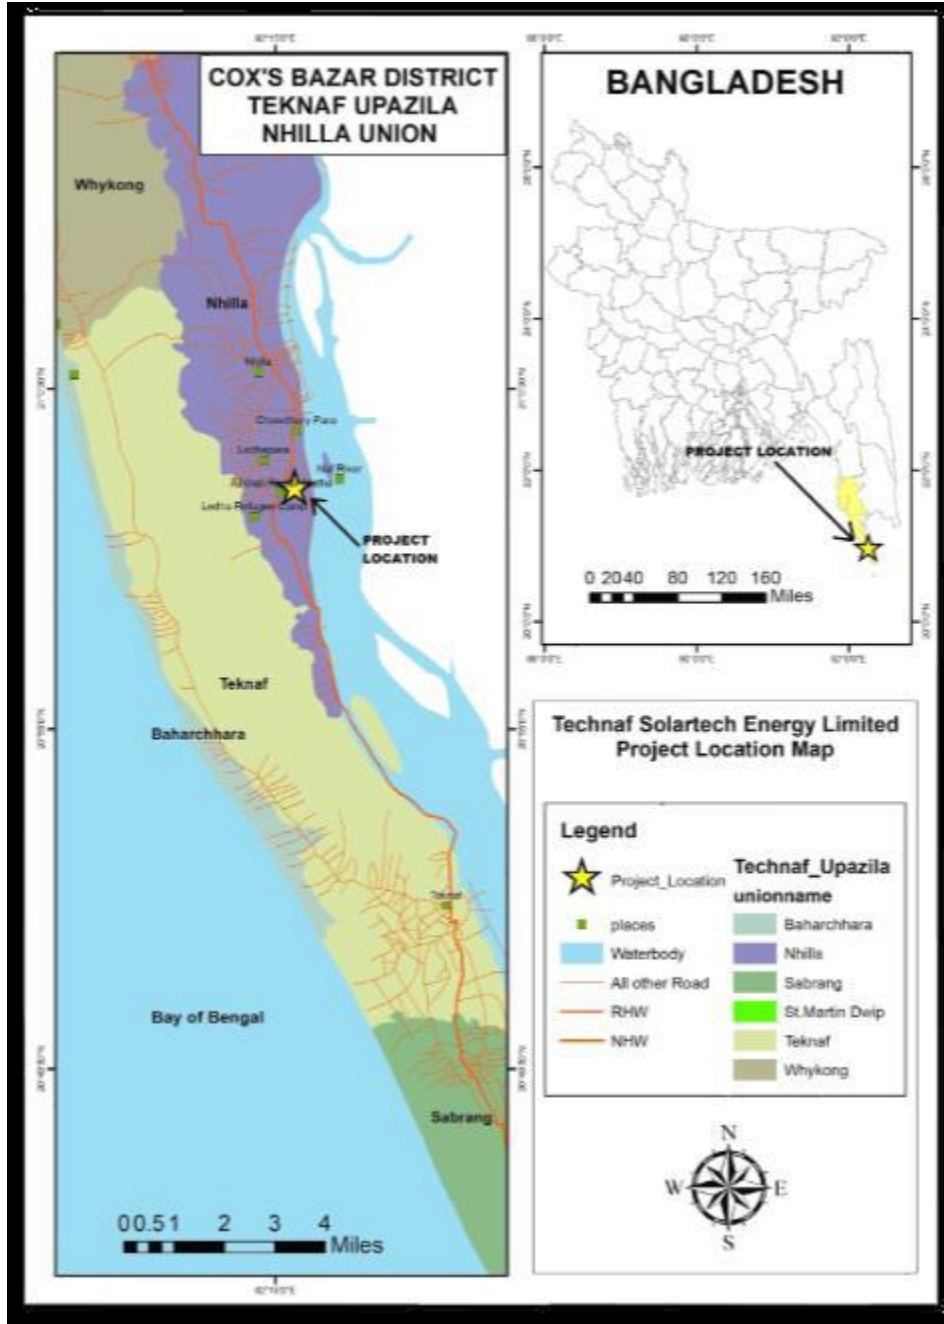 COX'S BAZAR DISTRICT
TEKNAF UPAZILA
NHILLA UNION
Whykong
Nhilla
Nhilla
Chowdhury Para
Lechapara
Naf River
Ledha Refugee Camp
PROJECT
LOCATION
Teknaf
Baharchhara
Teknaf
Bay of Bengal
Sabrang
0 0.5 1 2 3 4
Miles
BANGLADESH
PROJECT LOCATION
0 20 40 80 120 160
Miles
Technaf Solartech Energy Limited
Project Location Map
Legend
Project_Location
places
Waterbody
All other Road
RHW
NHW
Technaf_Upazila
unionname
Baharchhara
Nhilla
Sabrang
St.Martin Dwip
Teknaf
Whykong
N
W E
S